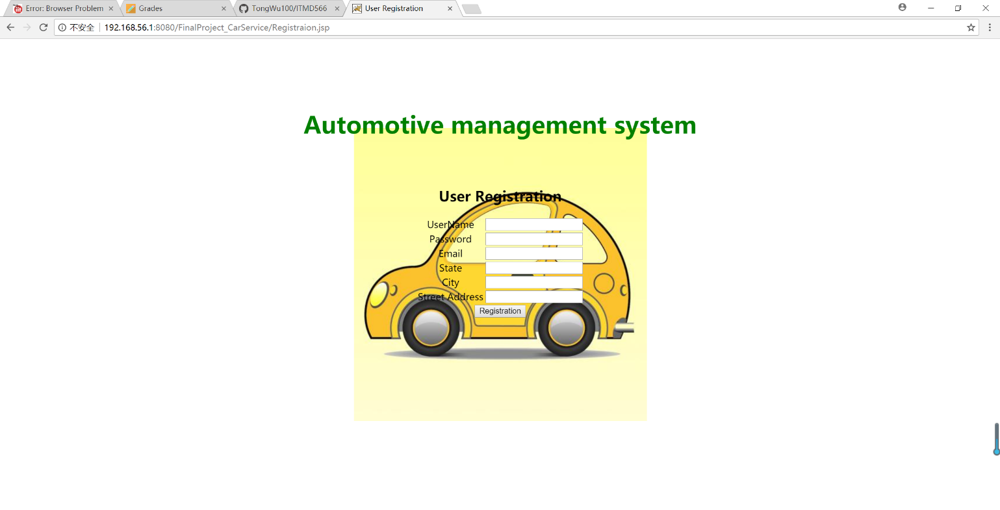 Error: Browser Problem
Grades
TongWu100/ITMD566
User Registration
不安全
192.168.56.1:8080/FinalProject_CarService/Registraion.jsp
Automotive management system
User Registration
UserName
Password
Email
State
City
Street Address
Registration